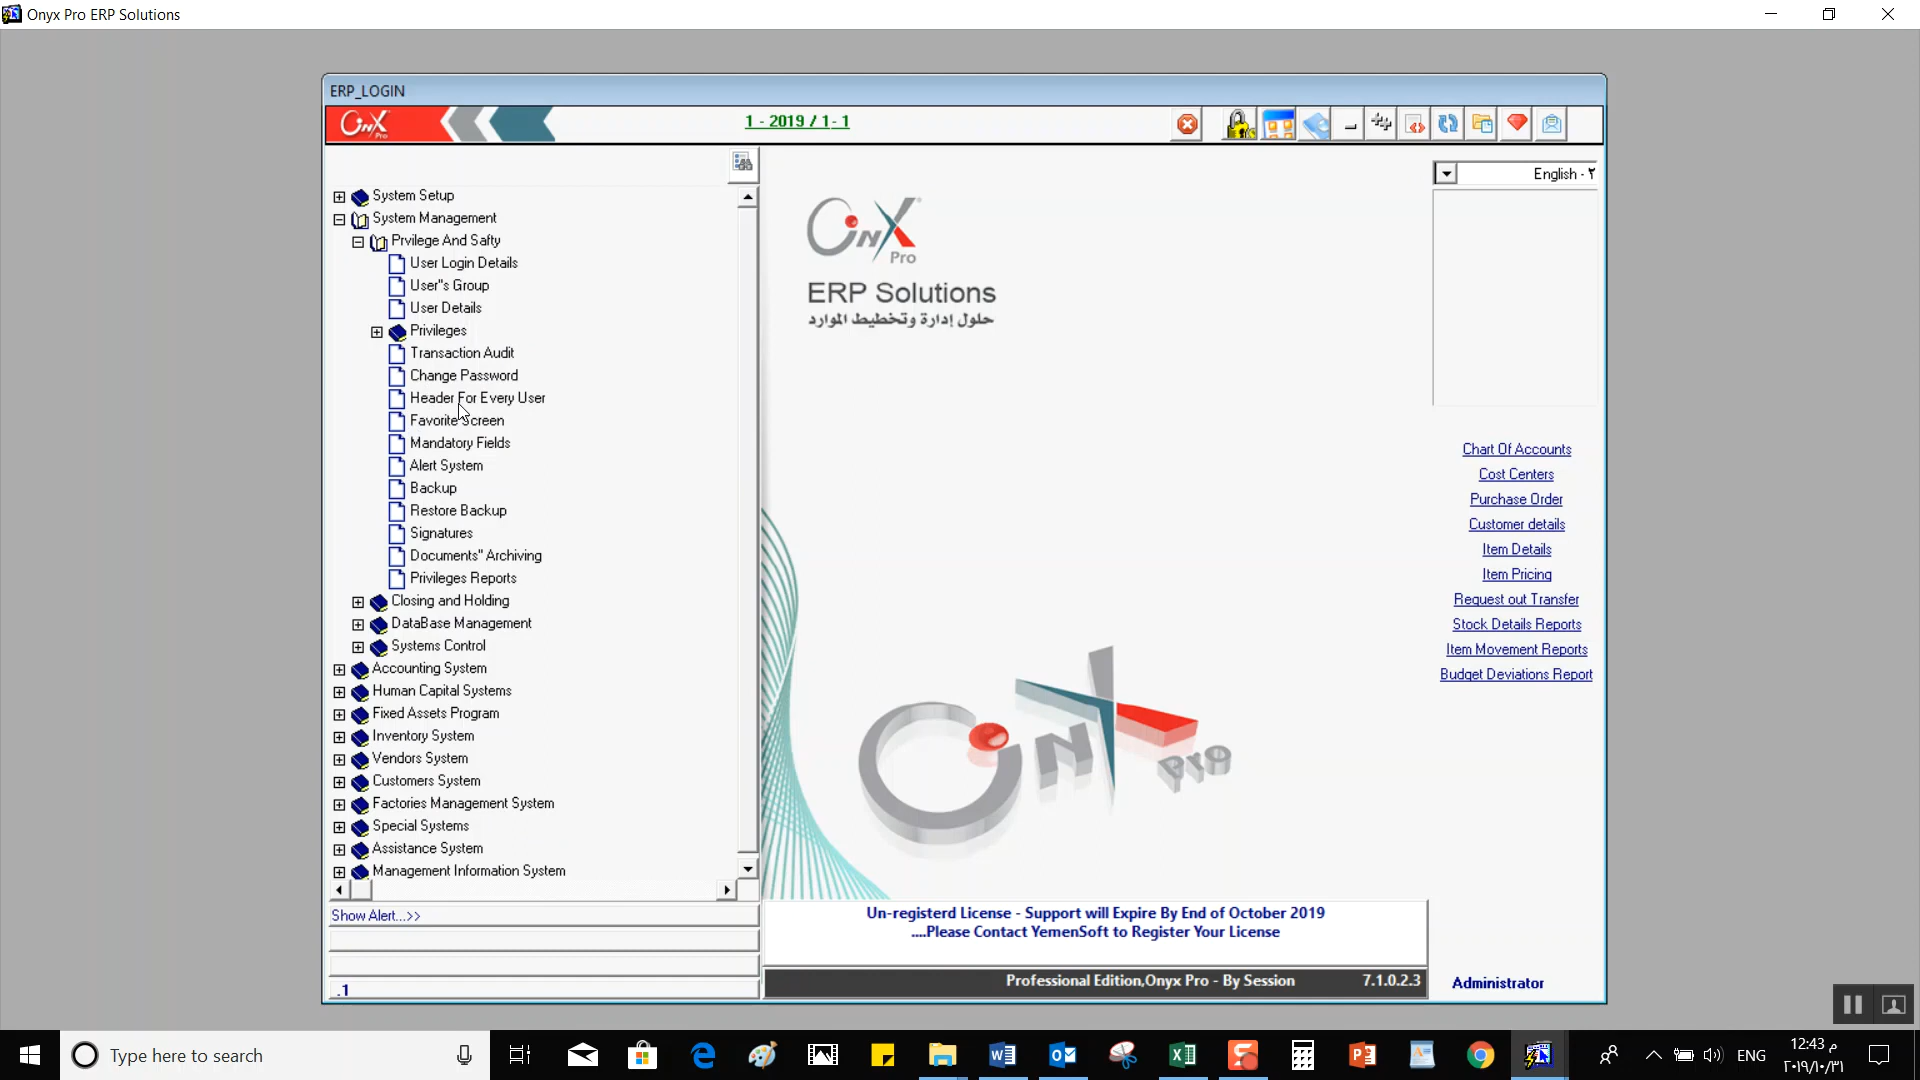 Onyx Pro ERP Solutions
ERP_LOGIN
OnX Pro
1 - 2019 / 1- 1
English - ٢
System Setup
System Management
Prvilege And Safty
User Login Details
User"s Group
User Details
Privileges
Transaction Audit
Change Password
Header For Every User
Favorite Screen
Mandatory Fields
Alert System
Backup
Restore Backup
Signatures
Documents" Archiving
Privileges Reports
Closing and Holding
DataBase Management
Systems Control
Accounting System
Human Capital Systems
Fixed Assets Program
Inventory System
Vendors System
Customers System
Factories Management System
Special Systems
Assistance System
Management Information System
Show Alert...>>
.1
OnX Pro
ERP Solutions
حلول إدارة وتخطيط الموارد
OnX Pro
Chart Of Accounts
Cost Centers
Purchase Order
Customer details
Item Details
Item Pricing
Request out Transfer
Stock Details Reports
Item Movement Reports
Budget Deviations Report
Un-registerd License - Support will Expire By End of October 2019
....Please Contact YemenSoft to Register Your License
Professional Edition,Onyx Pro - By Session 7.1.0.2.3
Administrator
Type here to search
ENG
12:43 م
٢٠١٩/١٠/٣١